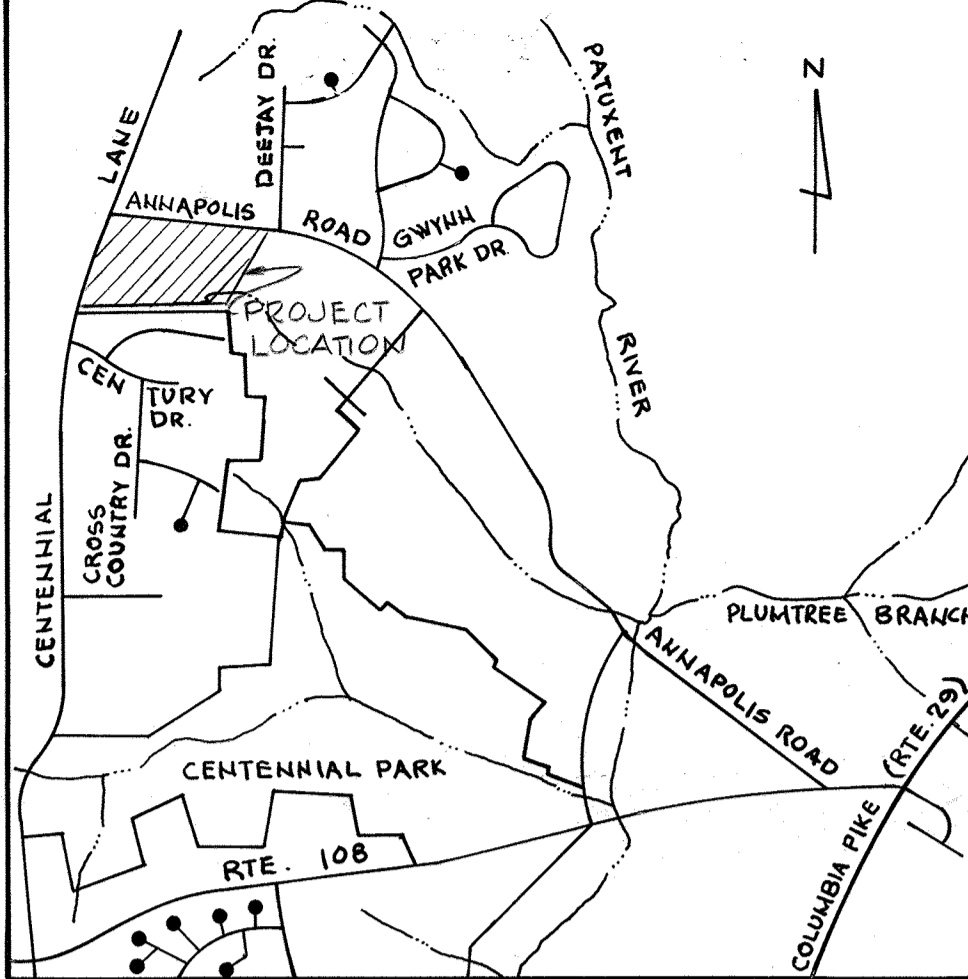 N
PATUXENT
RIVER
LANE
DEEJAY DR.
ANNAPOLIS
ROAD
GWYNN
PARK DR.
PROJECT
LOCATION
CEN
TURY
DR.
CROSS
COUNTRY DR.
CENTENNIAL
PLUMTREE BRANCH
ANNAPOLIS ROAD
(RTE. 29)
COLUMBIA PIKE
CENTENNIAL PARK
RTE. 108